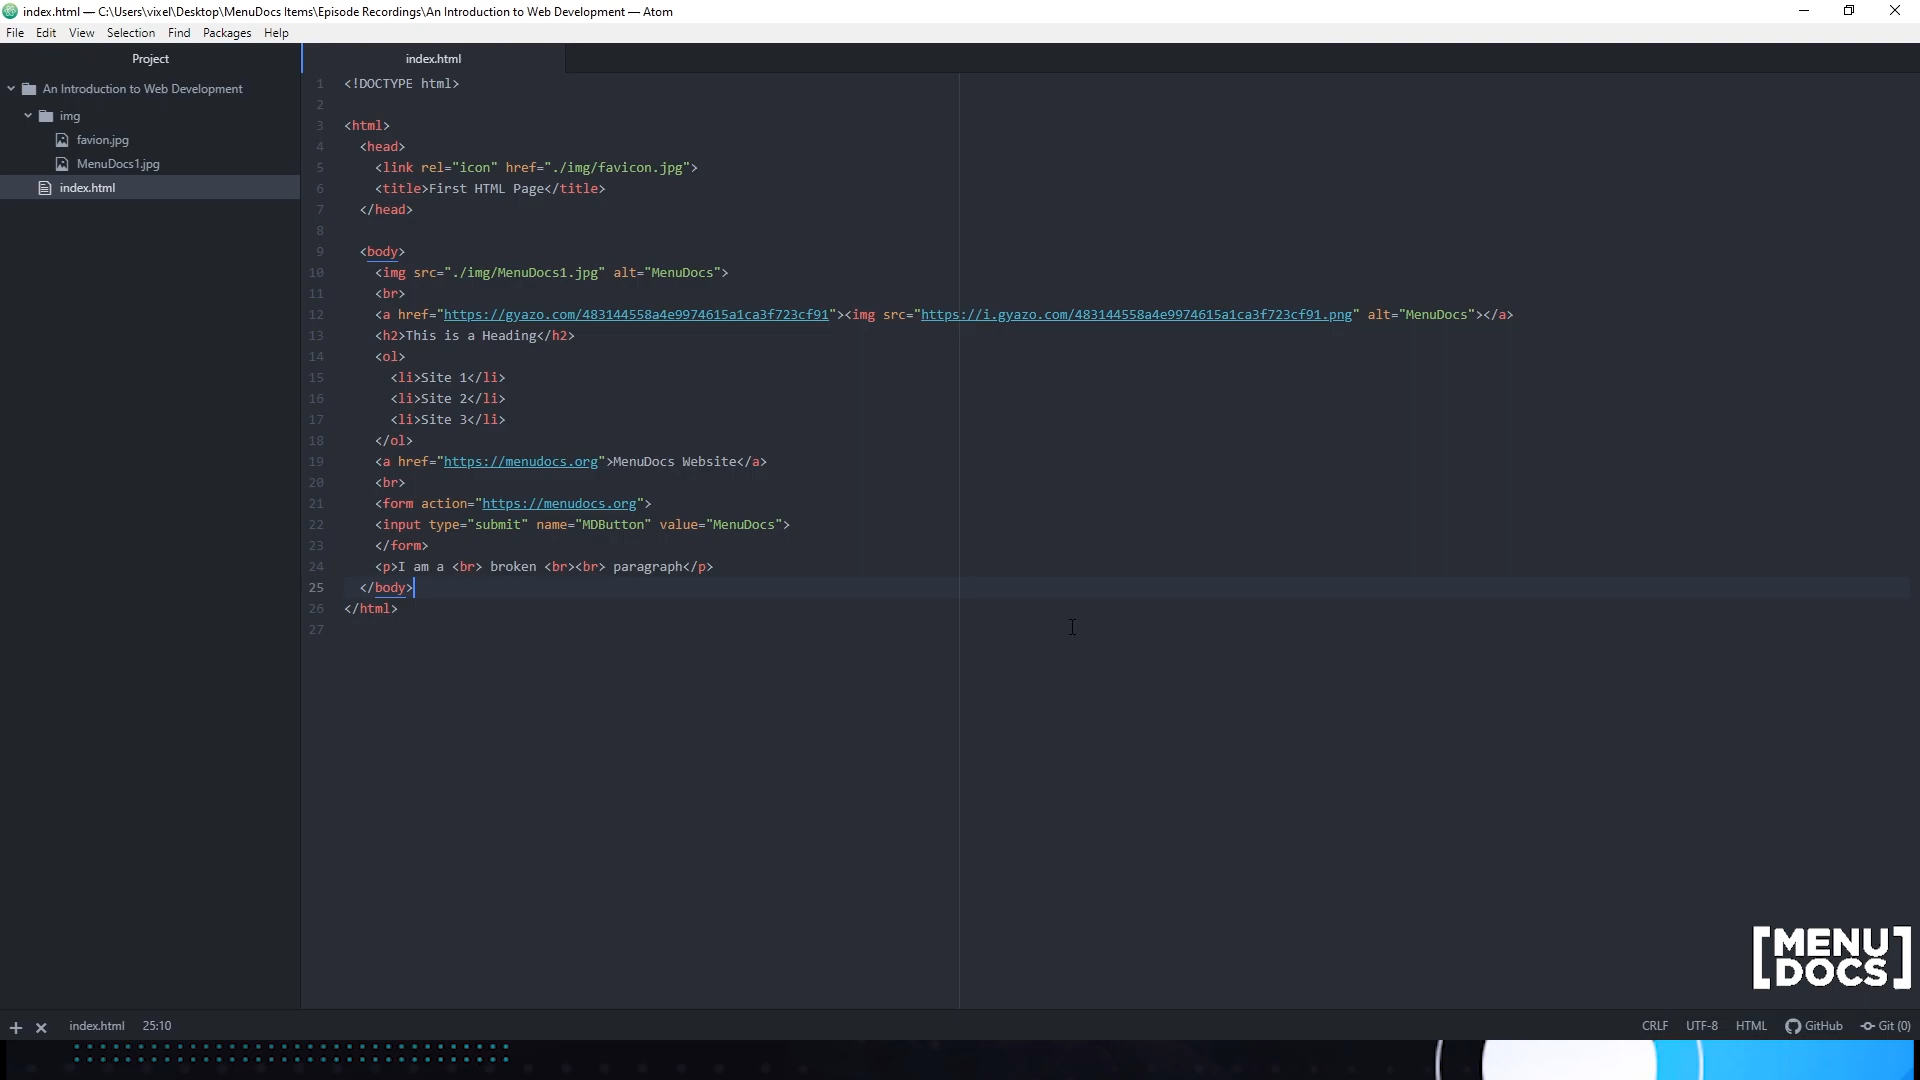 index.html — C:\Users\vixel\Desktop\MenuDocs Items\Episode Recordings\An Introduction to Web Development — Atom
File Edit View Selection Find Packages Help
Project
An Introduction to Web Development
img
favion.jpg
MenuDocs1.jpg
index.html
index.html
1 <!DOCTYPE html>
2
3 <html>
4 <head>
5 <link rel="icon" href="./img/favicon.jpg">
6 <title>First HTML Page</title>
7 </head>
8
9 <body>
10 <img src="./img/MenuDocs1.jpg" alt="MenuDocs">
11 <br>
12 <a href="https://gyazo.com/483144558a4e9974615a1ca3f723cf91"><img src="https://i.gyazo.com/483144558a4e9974615a1ca3f723cf91.png" alt="MenuDocs"></a>
13 <h2>This is a Heading</h2>
14 <ol>
15 <li>Site 1</li>
16 <li>Site 2</li>
17 <li>Site 3</li>
18 </ol>
19 <a href="https://menudocs.org">MenuDocs Website</a>
20 <br>
21 <form action="https://menudocs.org">
22 <input type="submit" name="MDButton" value="MenuDocs">
23 </form>
24 <p>I am a <br> broken <br><br> paragraph</p>
25 </body>
26 </html>
27
[MENU
DOCS]
index.html 25:10 CRLF UTF-8 HTML GitHub Git (0)